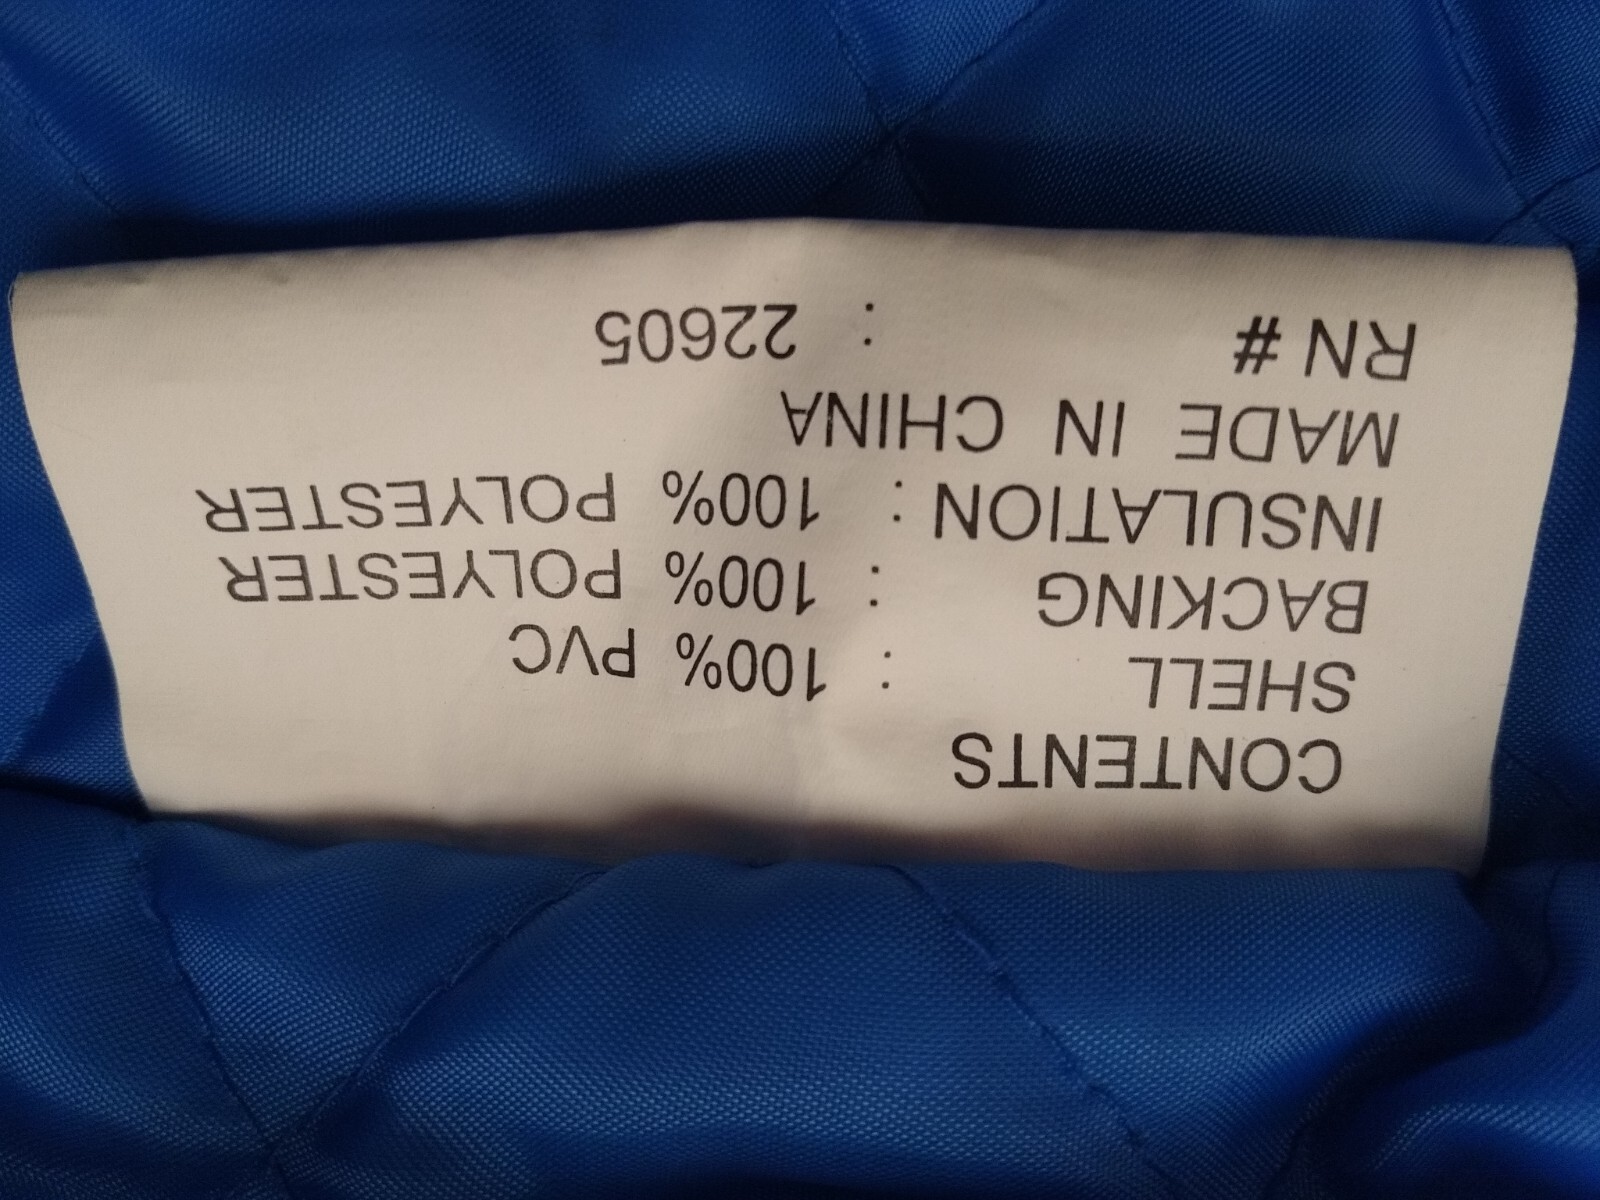 CONTENTS
SHELL : 100% PVC
BACKING : 100% POLYESTER
INSULATION : 100% POLYESTER
MADE IN CHINA
RN # : 22605